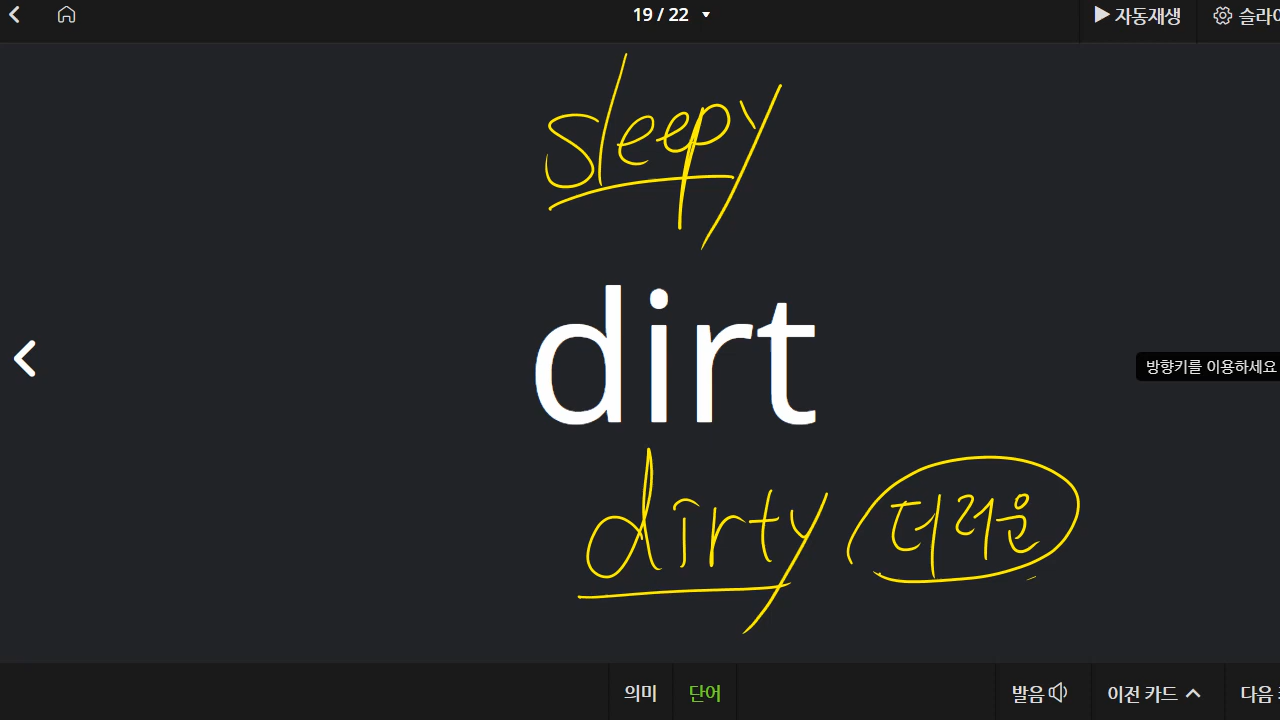 19 / 22 자동재생
sleepy
dirt
방향키를 이용하세요
dirty 더러운
의미 단어 발음 이전 카드 다음